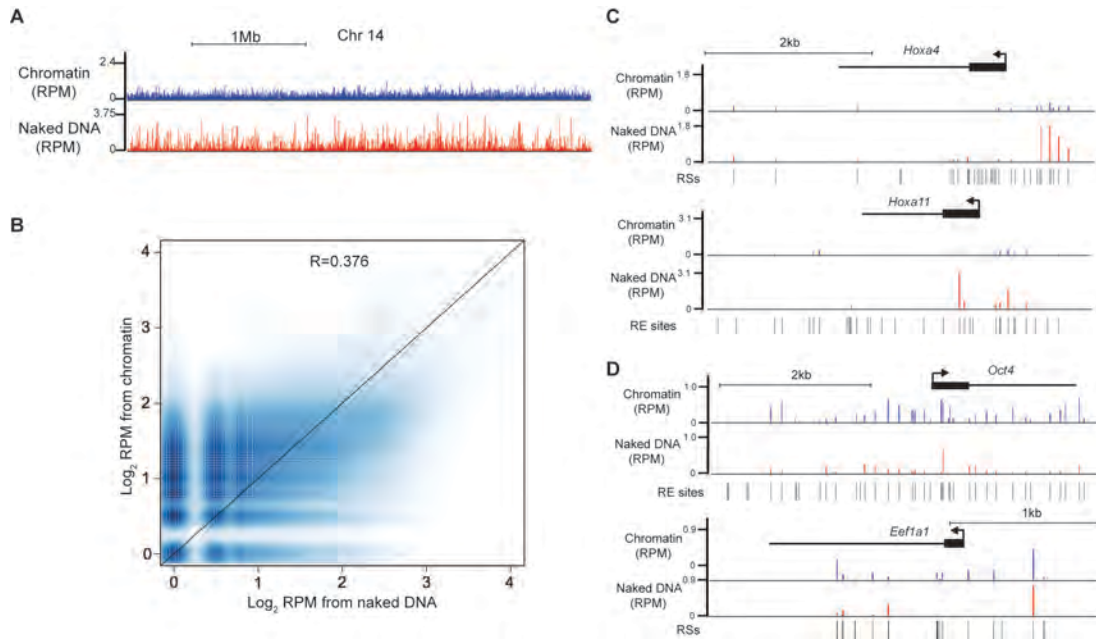 A
1Mb Chr 14
Chromatin
(RPM)
2.4
0
Naked DNA
(RPM)
3.75
0
B
R=0.376
Log2 RPM from chromatin
4
3
2
1
0
0 1 2 3 4
Log2 RPM from naked DNA
C
2kb Hoxa4
Chromatin
(RPM)
1.8
0
Naked DNA
(RPM)
1.8
0
RSs
Hoxa11
Chromatin
(RPM)
3.1
0
Naked DNA
(RPM)
3.1
0
RE sites
D
2kb Oct4
Chromatin
(RPM)
1.0
0
Naked DNA
(RPM)
1.0
0
RE sites
1kb
Eef1a1
Chromatin
(RPM)
0.9
0
Naked DNA
(RPM)
0.9
0
RSs